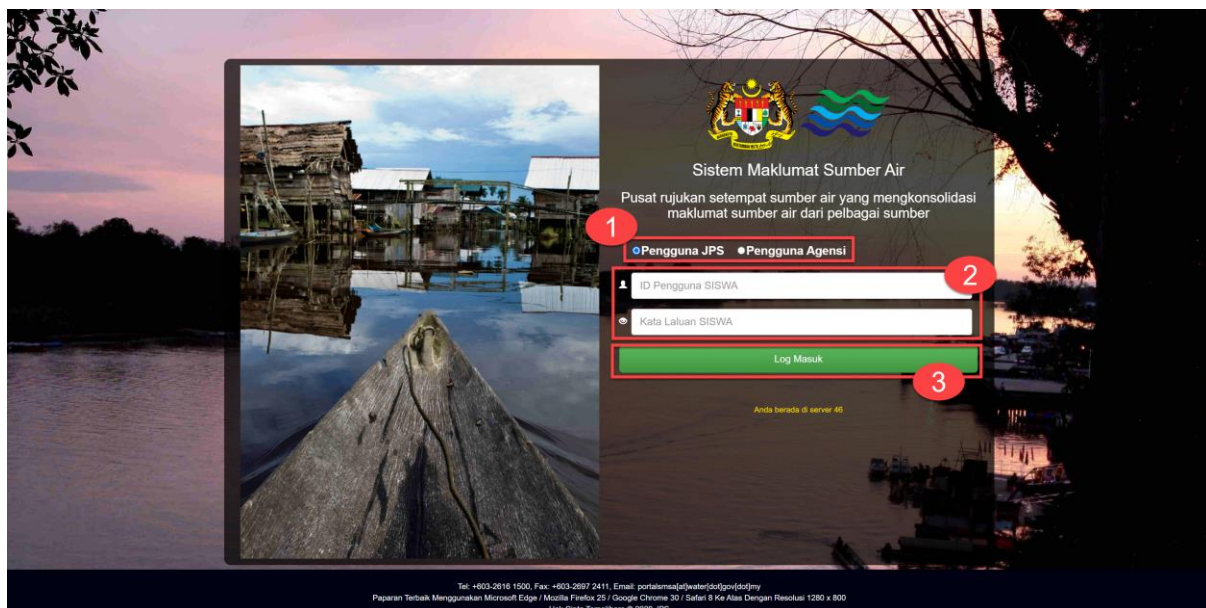 Sistem Maklumat Sumber Air
Pusat rujukan setempat sumber air yang mengkonsolidasi
maklumat sumber air dari pelbagai sumber
1
Pengguna JPS Pengguna Agensi
2
ID Pengguna SISWA
Kata Laluan SISWA
Log Masuk
3
Anda berada di server 46
Tel: +603-2616 1500, Fax: +603-2697 2411, Email: portalsmsa[at]water[dot]gov[dot]my
Paparan Terbaik Menggunakan Microsoft Edge / Mozilla Firefox 25 / Google Chrome 30 / Safari 8 Ke Atas Dengan Resolusi 1280 x 800